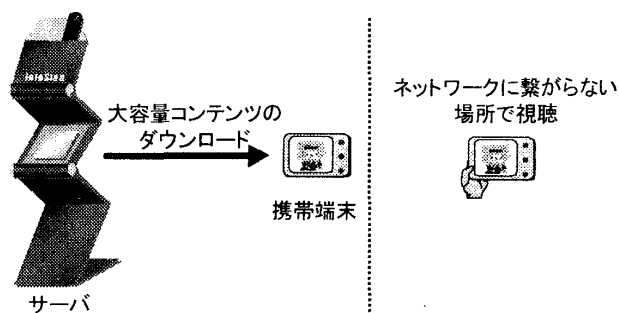 大容量コンテンツの
ダウンロード
携帯端末
サーバ
ネットワークに繋がらない
場所で視聴